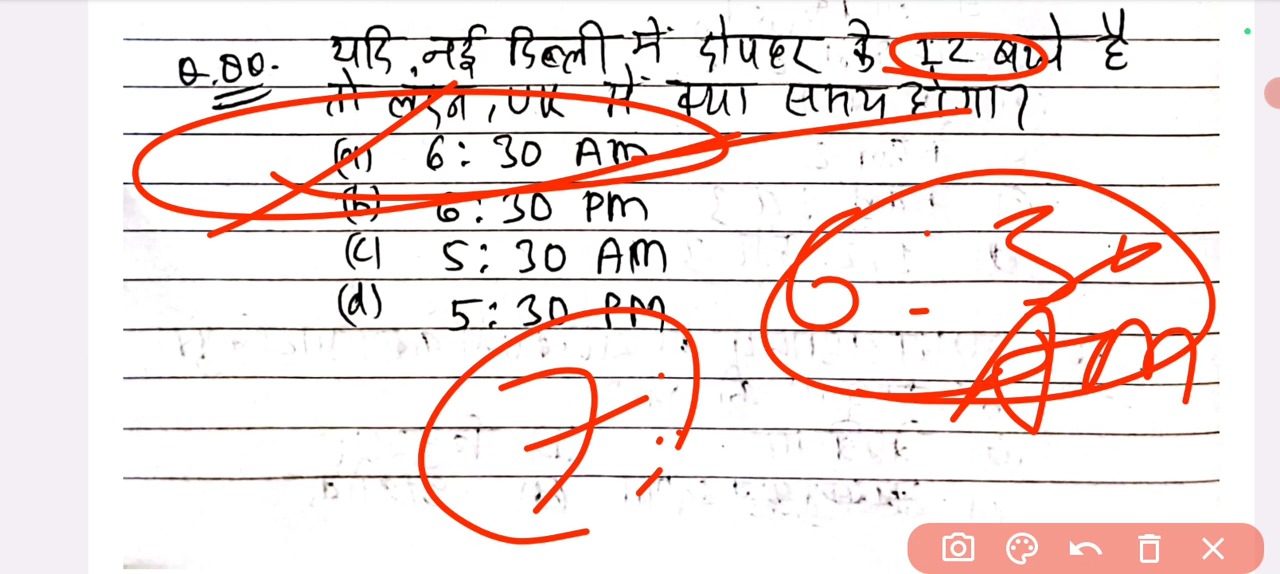 Q.00. यदि नई दिल्ली में दोपहर के 12 बजे है
तो लंदन, UK में क्या समय होगा?
(a) 6:30 AM
(b) 6:30 PM
(c) 5:30 AM
(d) 5:30 PM
6:30
AM